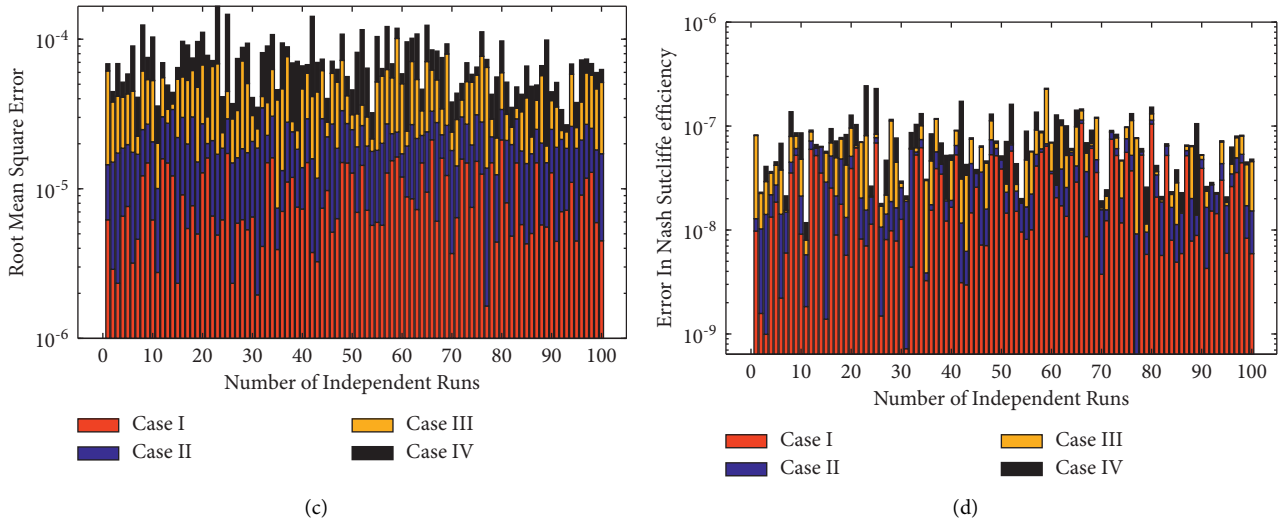 10-4
10-5
10-6
Root Mean Square Error
0 10 20 30 40 50 60 70 80 90 100
Number of Independent Runs
Case I
Case II
Case III
Case IV
(c)
10-6
10-7
10-8
10-9
Error In Nash Sutcliffe efficiency
0 10 20 30 40 50 60 70 80 90 100
Number of Independent Runs
Case I
Case II
Case III
Case IV
(d)